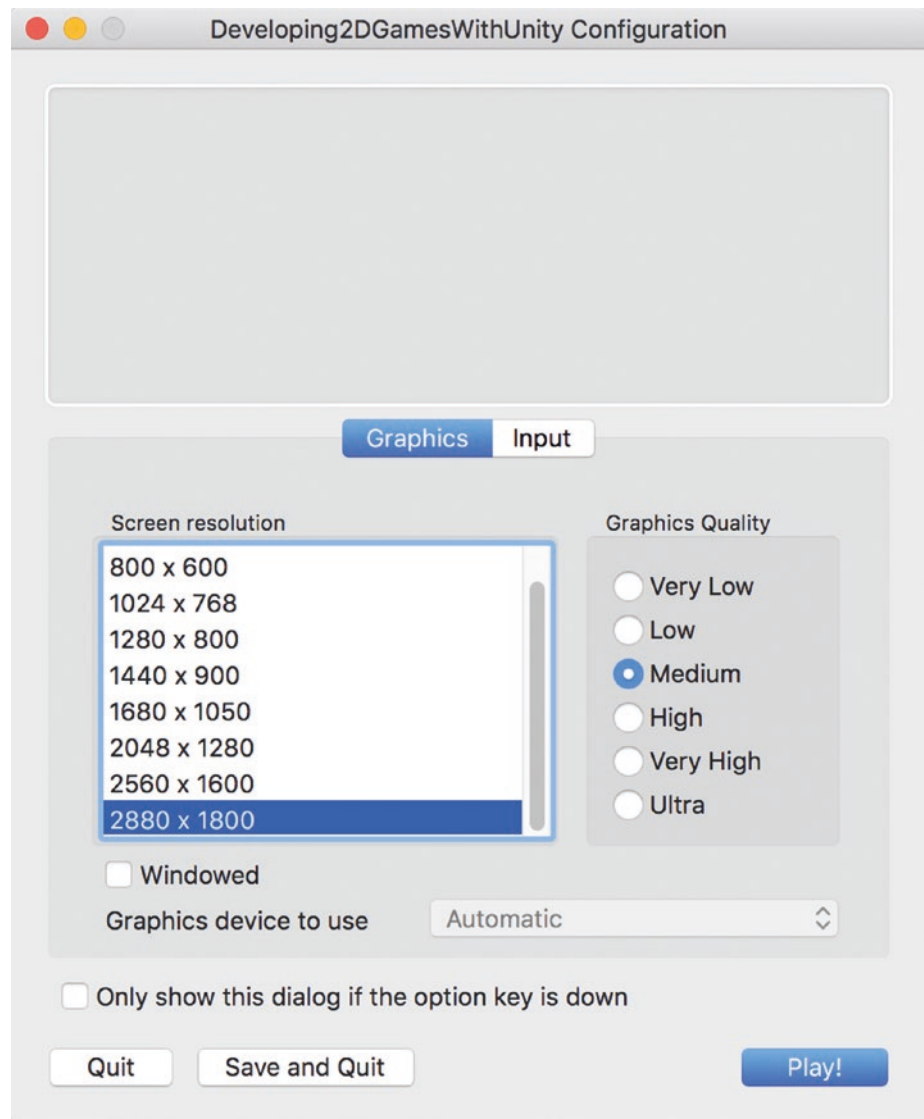 Developing2DGamesWithUnity Configuration
Graphics
Input
Screen resolution
800 x 600
1024 x 768
1280 x 800
1440 x 900
1680 x 1050
2048 x 1280
2560 x 1600
2880 x 1800
Graphics Quality
Very Low
Low
Medium
High
Very High
Ultra
Windowed
Graphics device to use
Automatic
Only show this dialog if the option key is down
Quit
Save and Quit
Play!